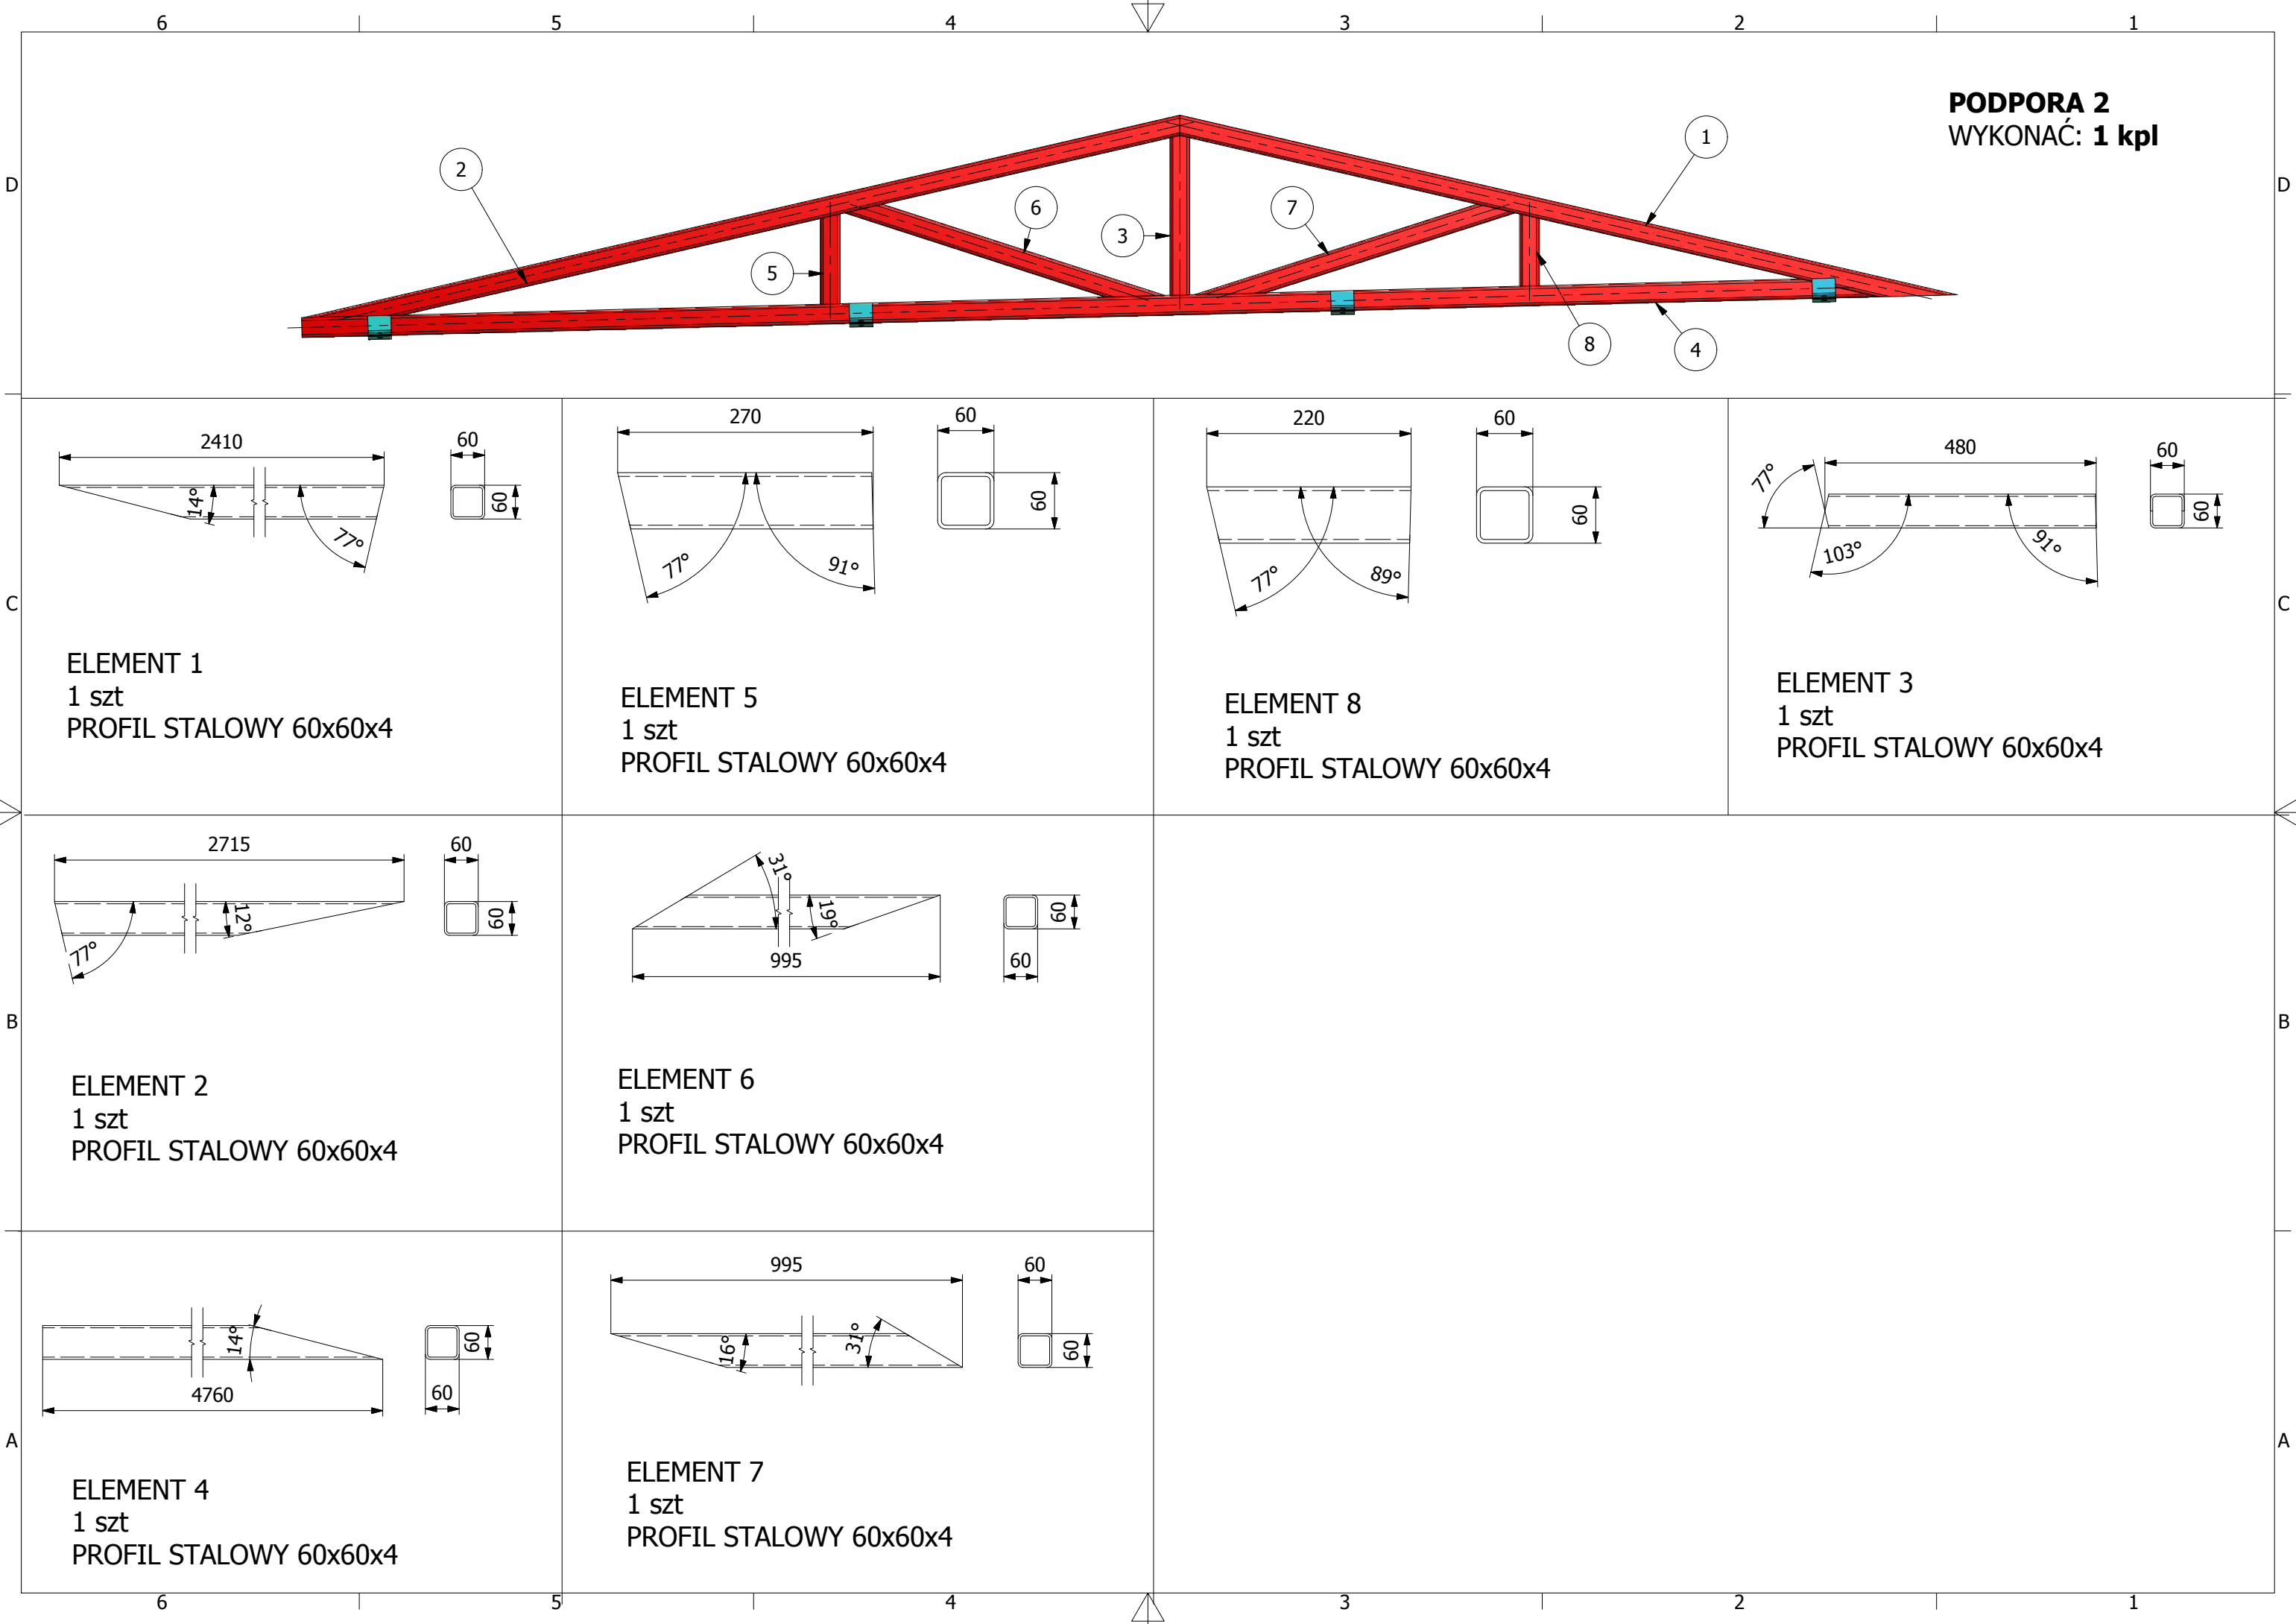 6 5 4 3 2 1
D D
PODPORA 2
WYKONAĆ: 1 kpl
1
2
6
7
3
5
8
4
C C
2410
60
60
14°
77°
ELEMENT 1
1 szt
PROFIL STALOWY 60x60x4
270
60
60
77°
91°
ELEMENT 5
1 szt
PROFIL STALOWY 60x60x4
220
60
60
77°
89°
ELEMENT 8
1 szt
PROFIL STALOWY 60x60x4
480
60
60
77°
103°
91°
ELEMENT 3
1 szt
PROFIL STALOWY 60x60x4
B B
2715
60
60
12°
77°
ELEMENT 2
1 szt
PROFIL STALOWY 60x60x4
31°
19°
60
995
60
ELEMENT 6
1 szt
PROFIL STALOWY 60x60x4
A A
14°
60
4760
60
ELEMENT 4
1 szt
PROFIL STALOWY 60x60x4
995
60
16°
31°
60
ELEMENT 7
1 szt
PROFIL STALOWY 60x60x4
6 5 4 3 2 1